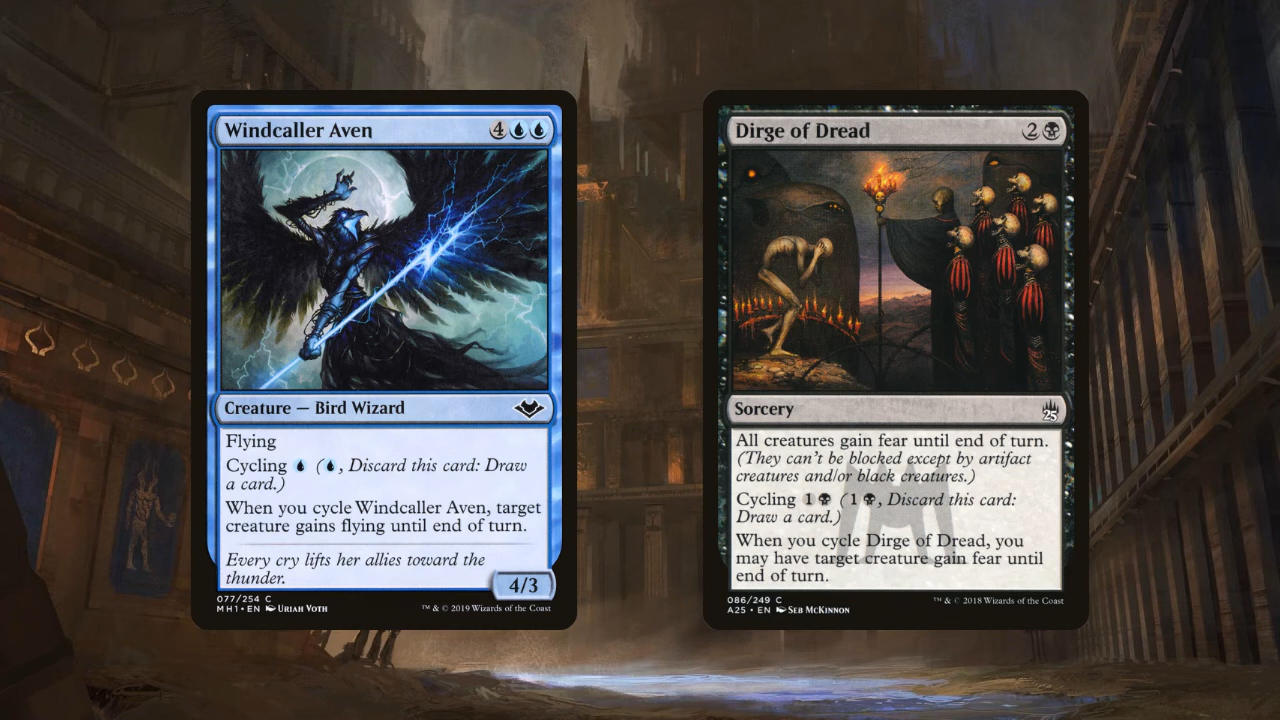 Windcaller Aven 4
Creature — Bird Wizard
Flying
Cycling ( , Discard this card: Draw
a card.)
When you cycle Windcaller Aven, target
creature gains flying until end of turn.
Every cry lifts her allies toward the
thunder.
4/3
077/254 C
MH1 • EN Uriah Voth
™ & © 2019 Wizards of the Coast
Dirge of Dread 2
Sorcery
25
All creatures gain fear until end of turn.
(They can't be blocked except by artifact
creatures and/or black creatures.)
Cycling 1 ( 1 , Discard this card:
Draw a card.)
When you cycle Dirge of Dread, you
may have target creature gain fear until
end of turn.
086/249 C
A25 • EN Seb McKinnon
™ & © 2018 Wizards of the Coast